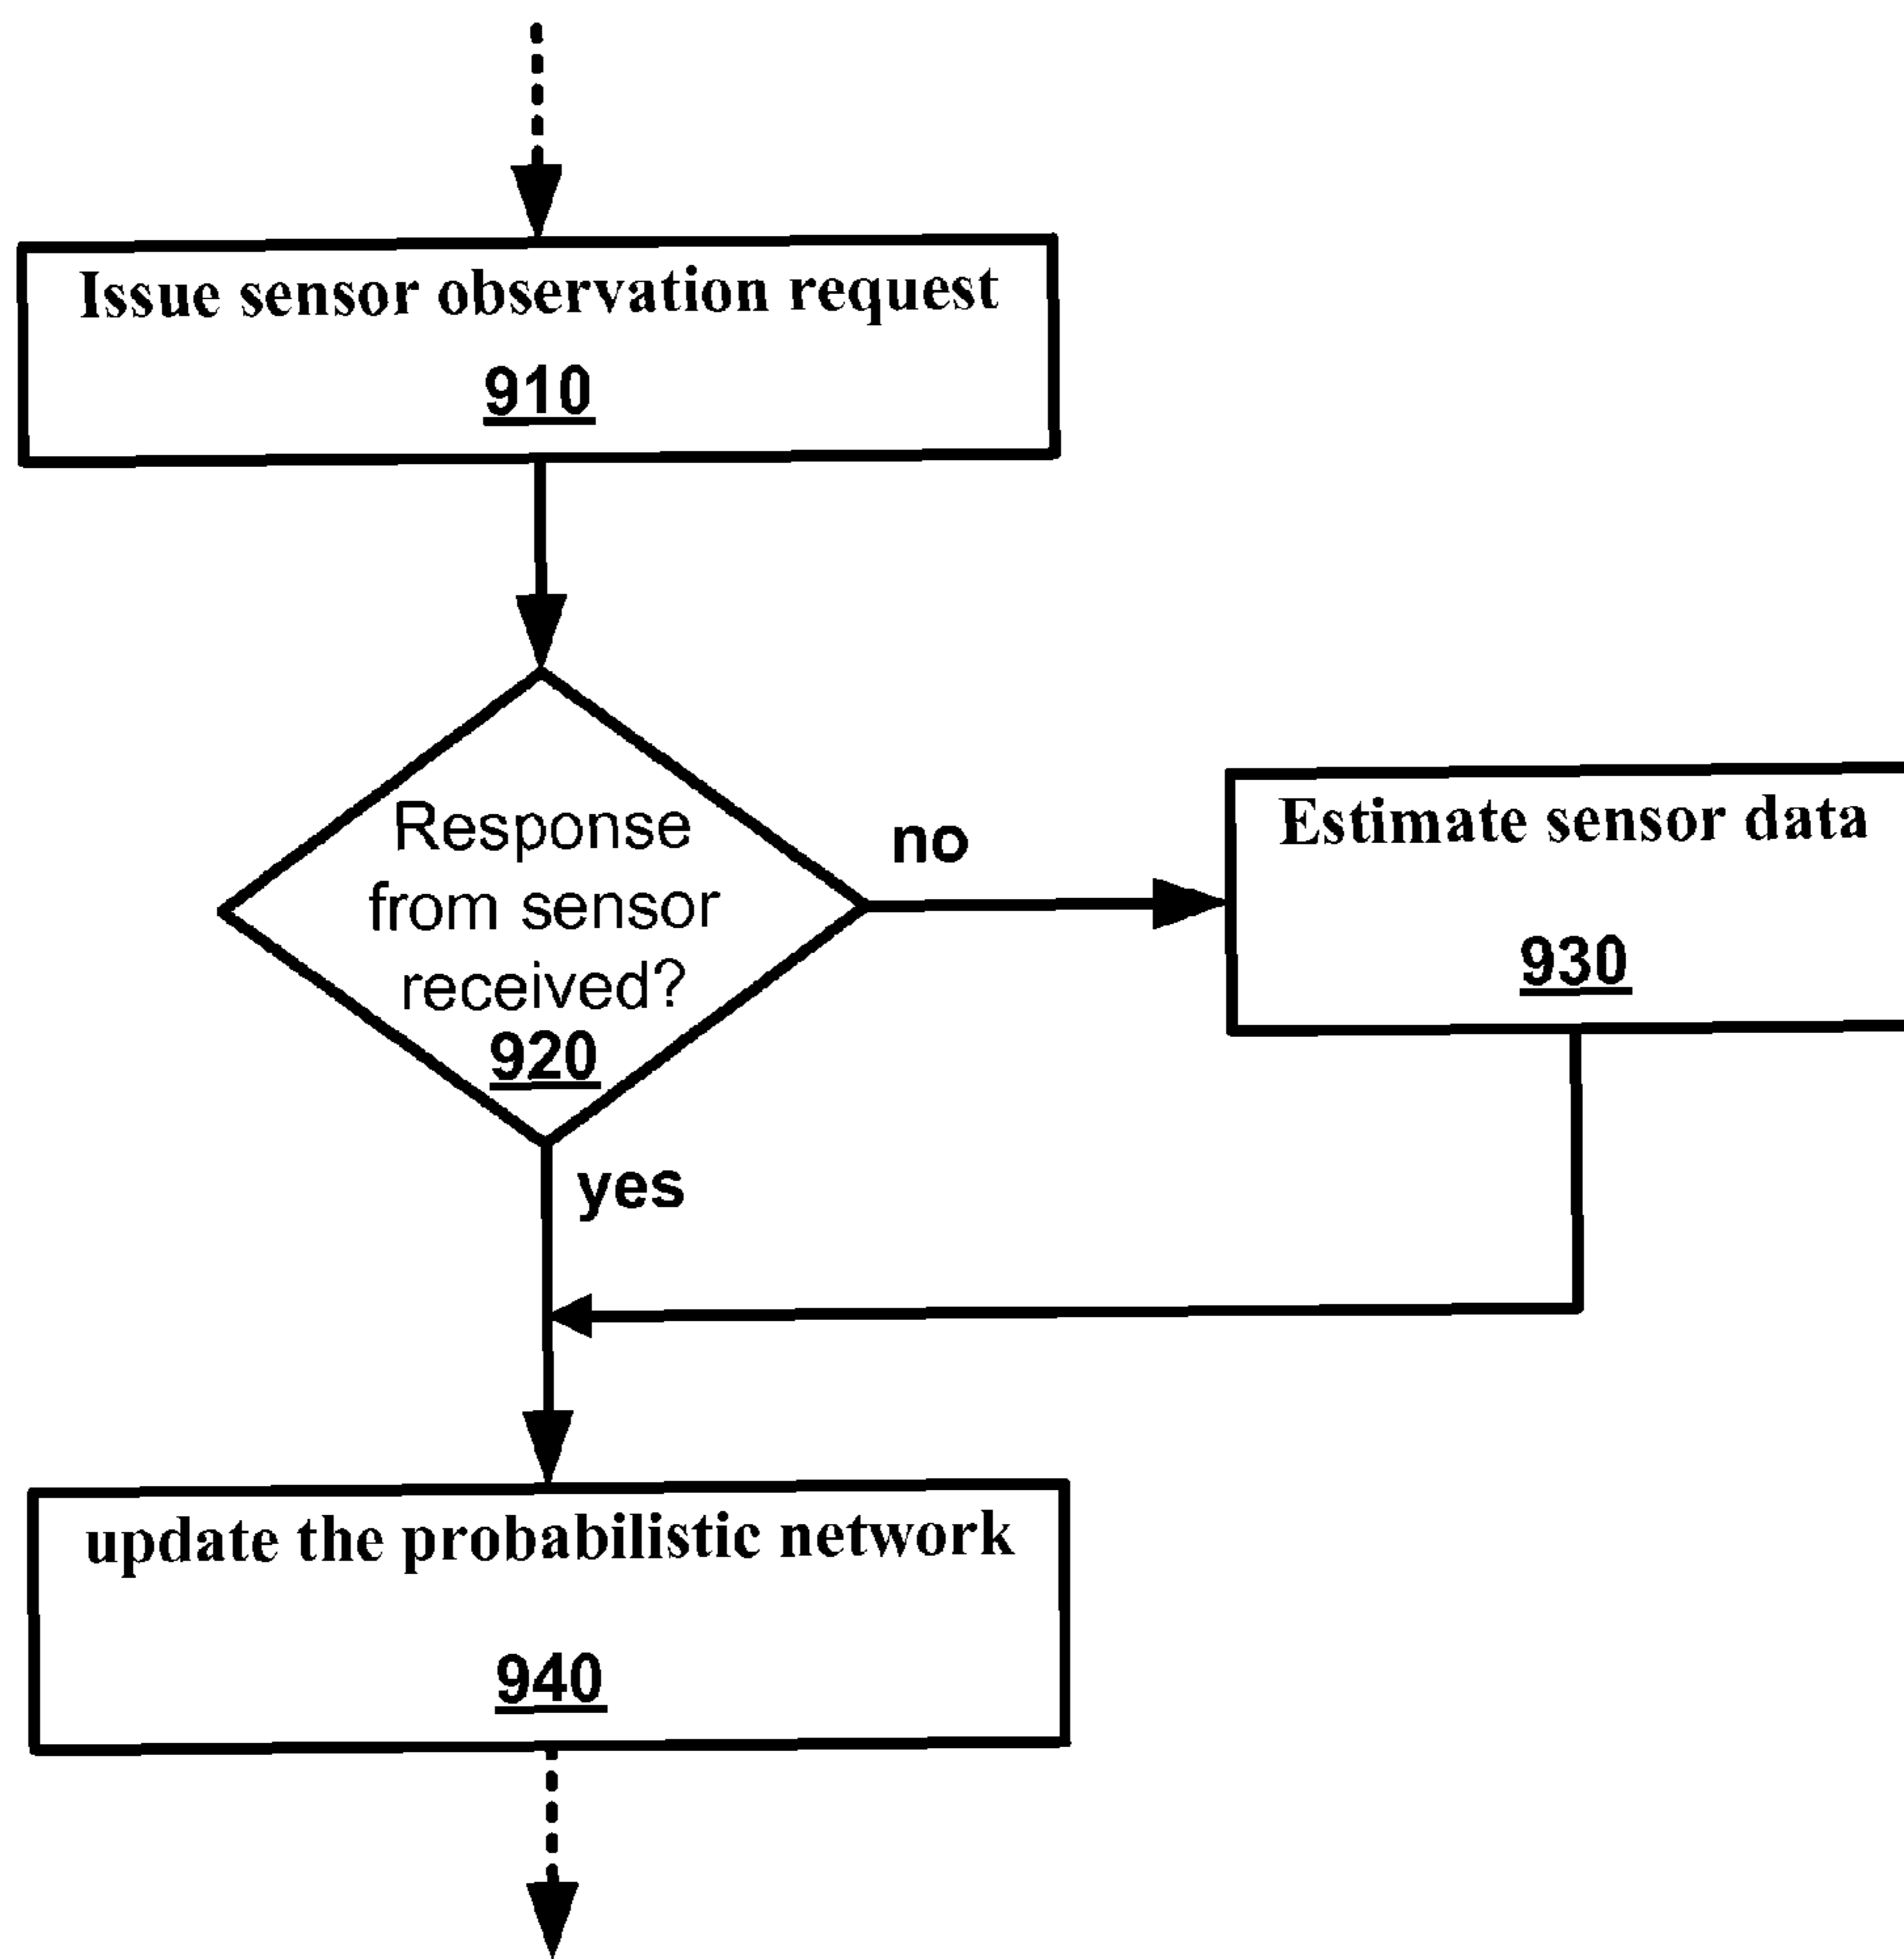 Issue sensor observation request
910
Response
from sensor
received?
920
no
Estimate sensor data
930
yes
update the probabilistic network
940